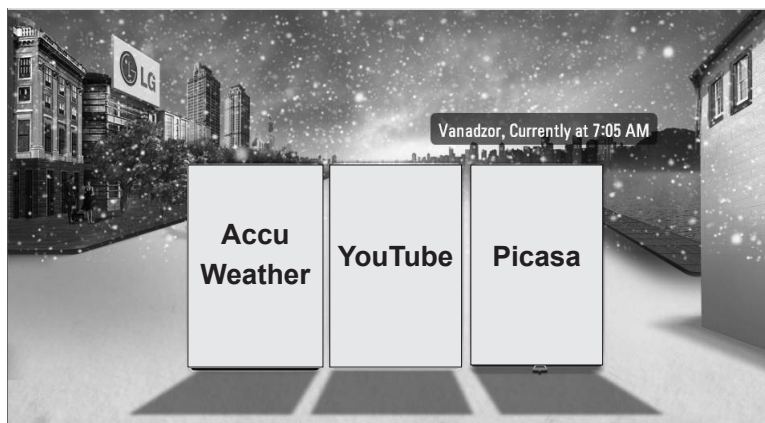 LG
Vanadzor, Currently at 7:05 AM
Accu
Weather
YouTube
Picasa